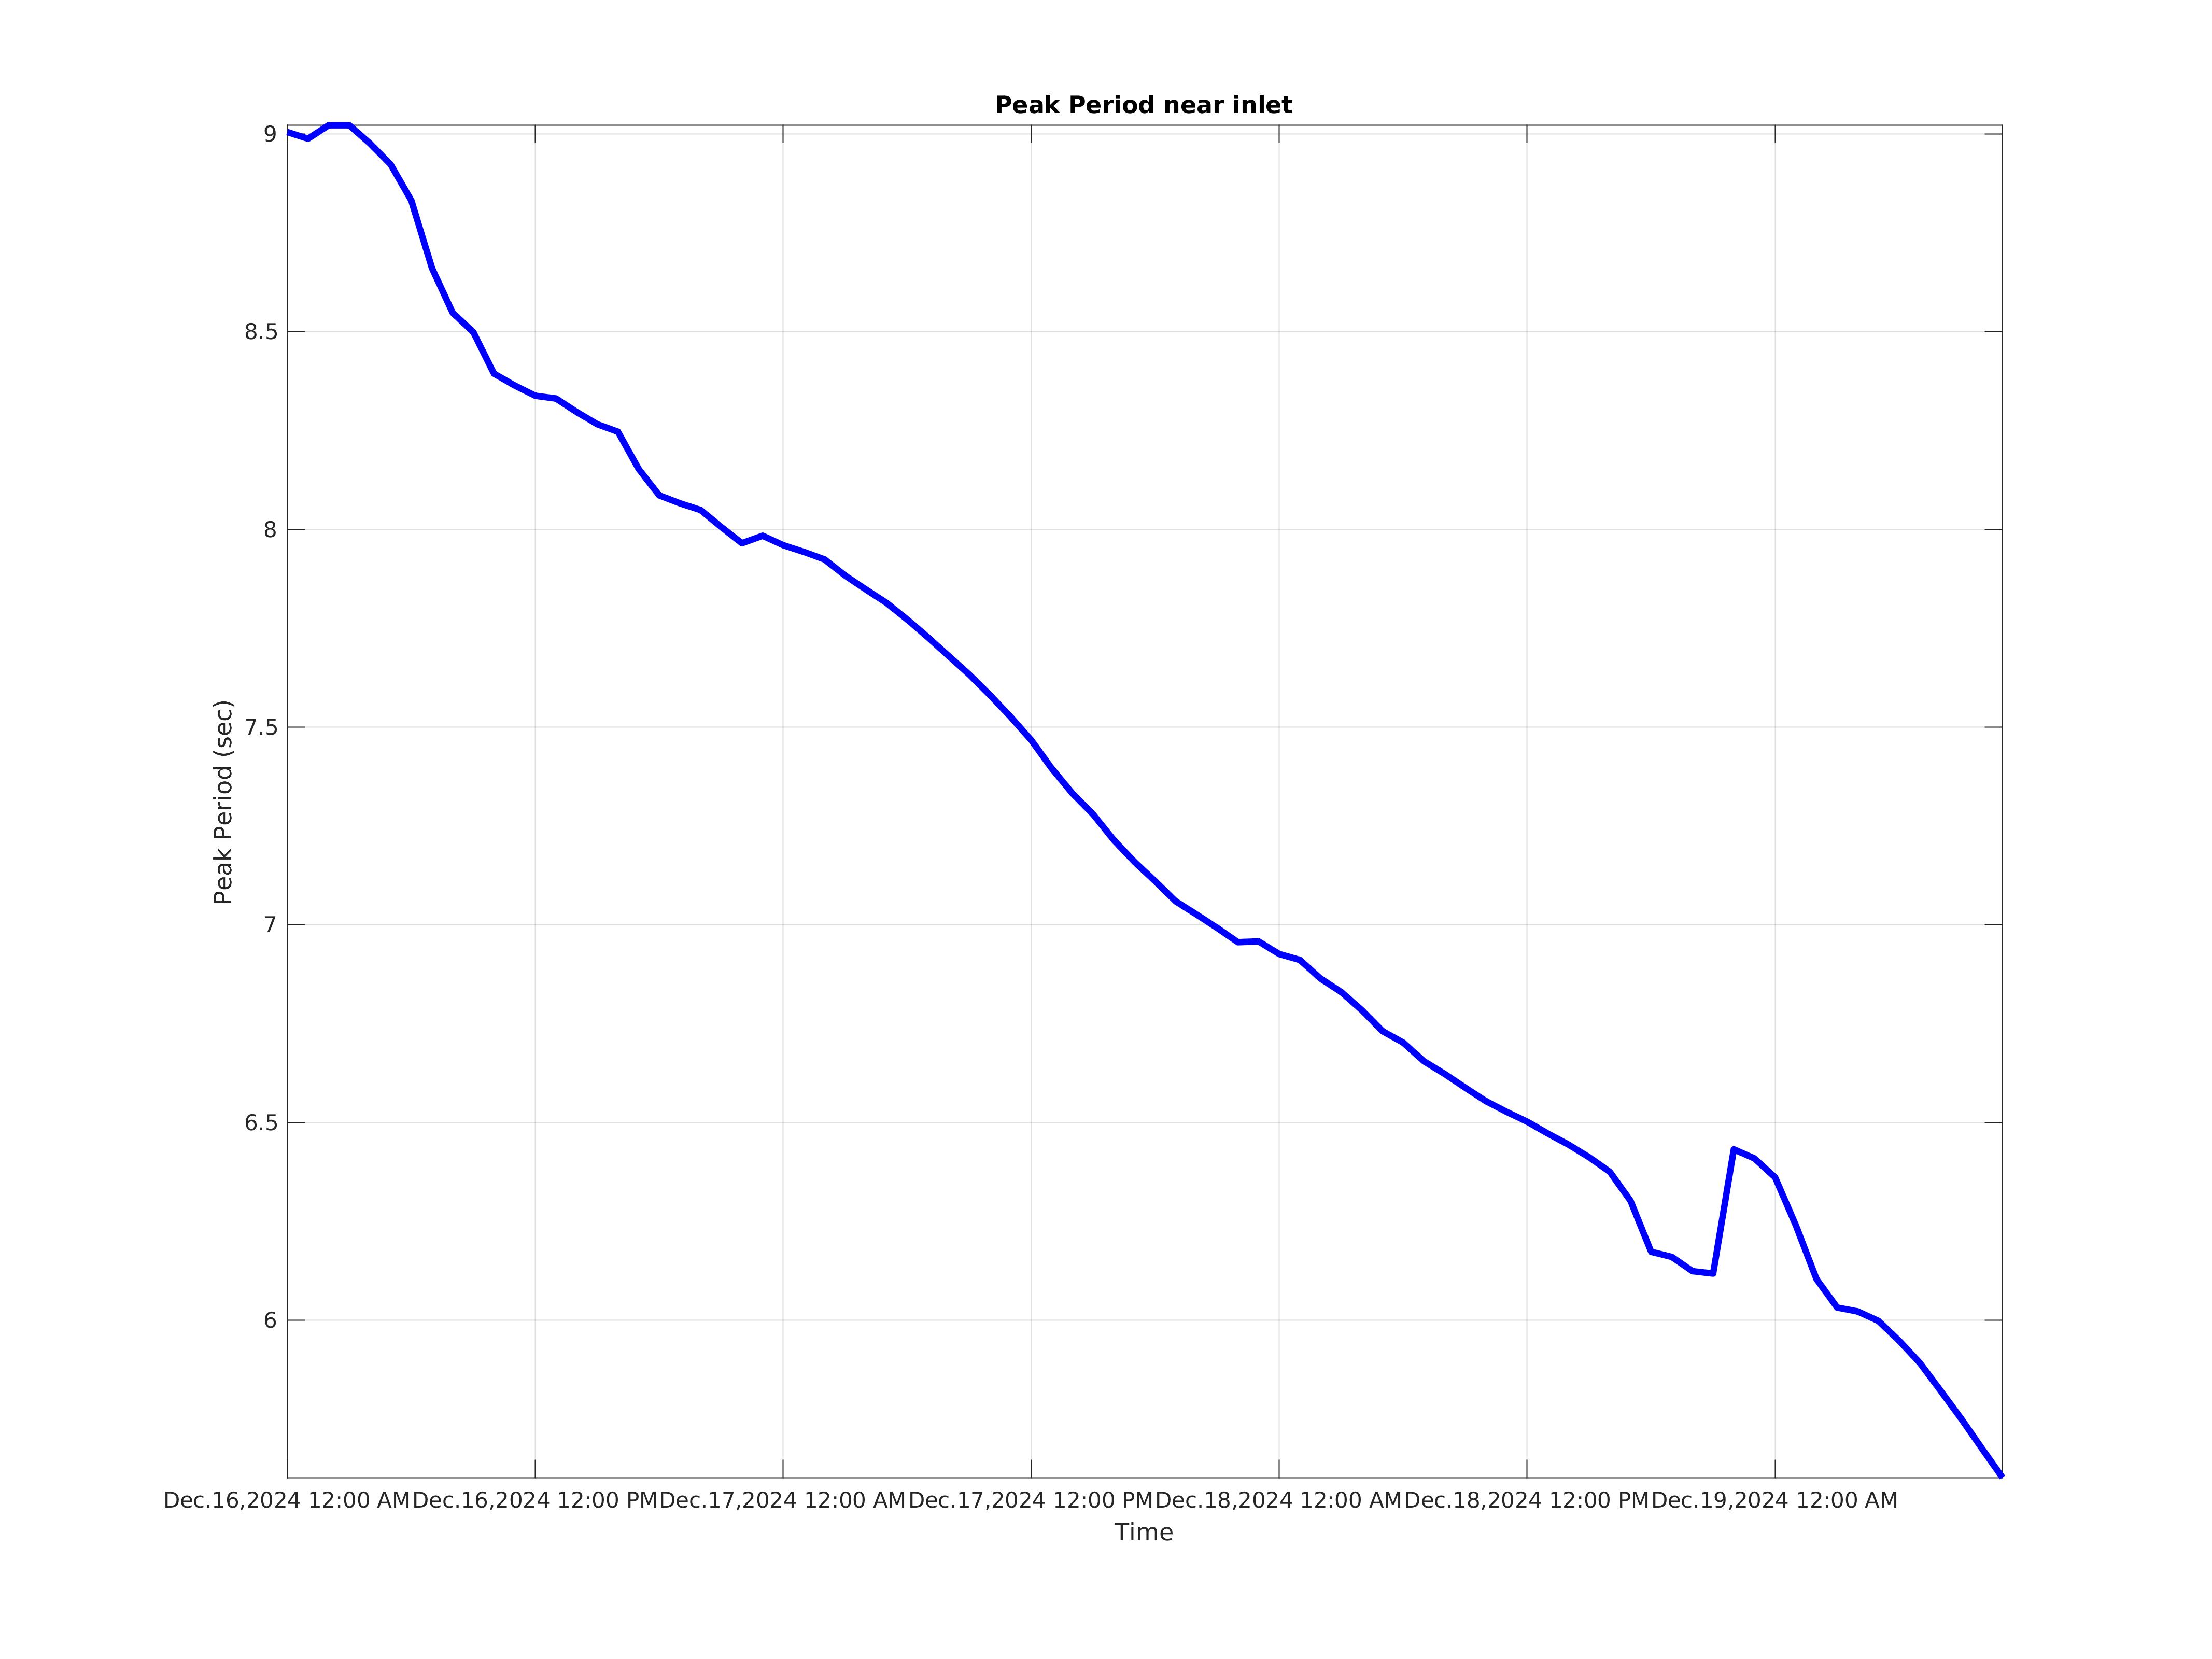 Peak Period near inlet
9
8.5
8
7.5
7
6.5
6
Peak Period (sec)
Dec.16,2024 12:00 AM Dec.16,2024 12:00 PM Dec.17,2024 12:00 AM Dec.17,2024 12:00 PM Dec.18,2024 12:00 AM Dec.18,2024 12:00 PM Dec.19,2024 12:00 AM
Time